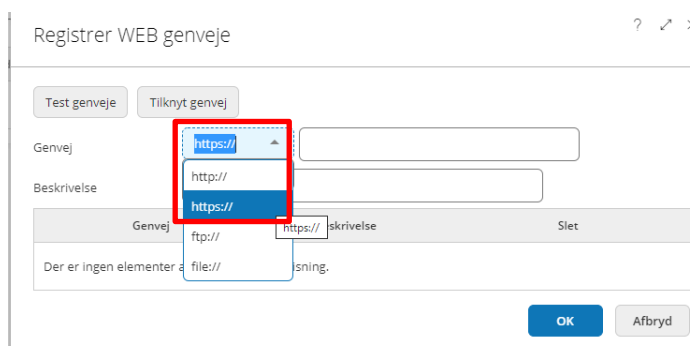 Registrer WEB genveje
?
Test genveje Tilknyt genvej
Genvej https://
http://
Beskrivelse
https://
Genvej https:// skrivelse Slet
ftp://
Der er ingen elementer file:// isning.
OK Afbryd